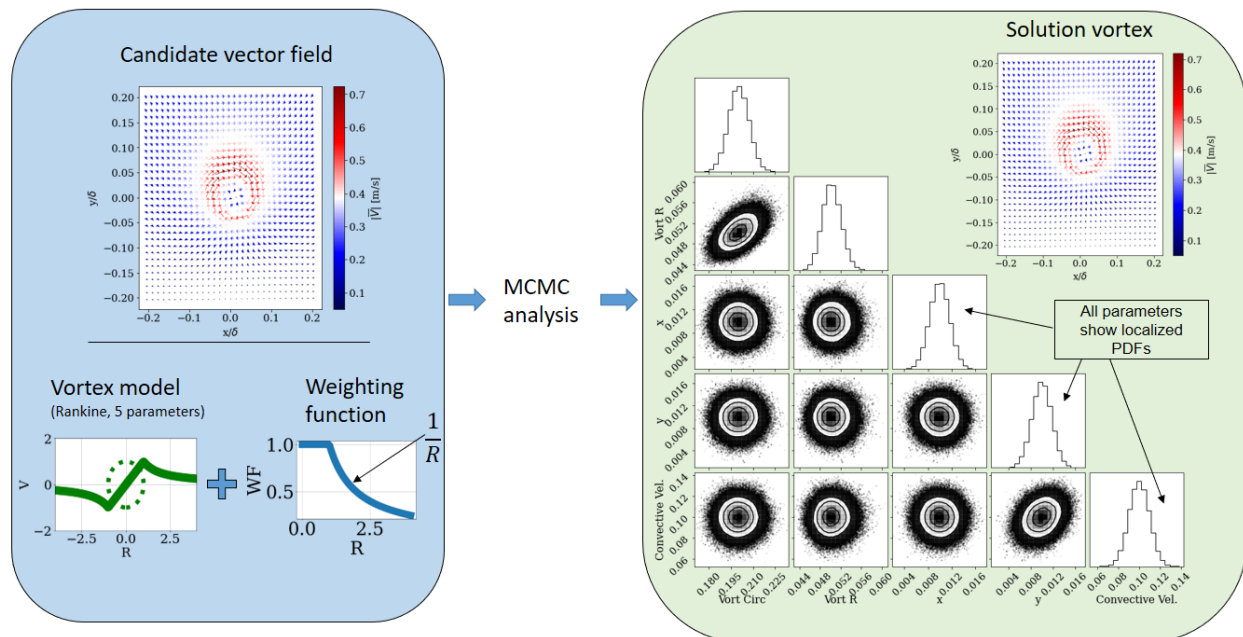 Candidate vector field
0.20
0.15
0.10
0.05
0.00
−0.05
−0.10
−0.15
−0.20
y/δ
−0.2 −0.1 0.0 0.1 0.2
x/δ
0.7
0.6
0.5
0.4
0.3
0.2
0.1
|V| [m/s]
Vortex model
(Rankine, 5 parameters)
2
0
−2
V
−2.5 0.0 2.5
R
Weighting
function
1.0
0.5
WF
0.0 2.5
R
1
R
MCMC
analysis
Solution vortex
0.20
0.15
0.10
0.05
0.00
−0.05
−0.10
−0.15
−0.20
y/δ
−0.2 −0.1 0.0 0.1 0.2
x/δ
0.7
0.6
0.5
0.4
0.3
0.2
0.1
|V| [m/s]
All parameters
show localized
PDFs
Vort R
0.060
0.056
0.052
0.048
0.044
x
0.016
0.012
0.008
0.004
y
0.016
0.012
0.008
0.004
Convective Vel.
0.14
0.12
0.10
0.08
0.06
0.180 0.195 0.210 0.225
Vort Circ
0.044 0.048 0.052 0.056 0.060
Vort R
0.004 0.008 0.012 0.016
x
0.004 0.008 0.012 0.016
y
0.06 0.08 0.10 0.12 0.14
Convective Vel.